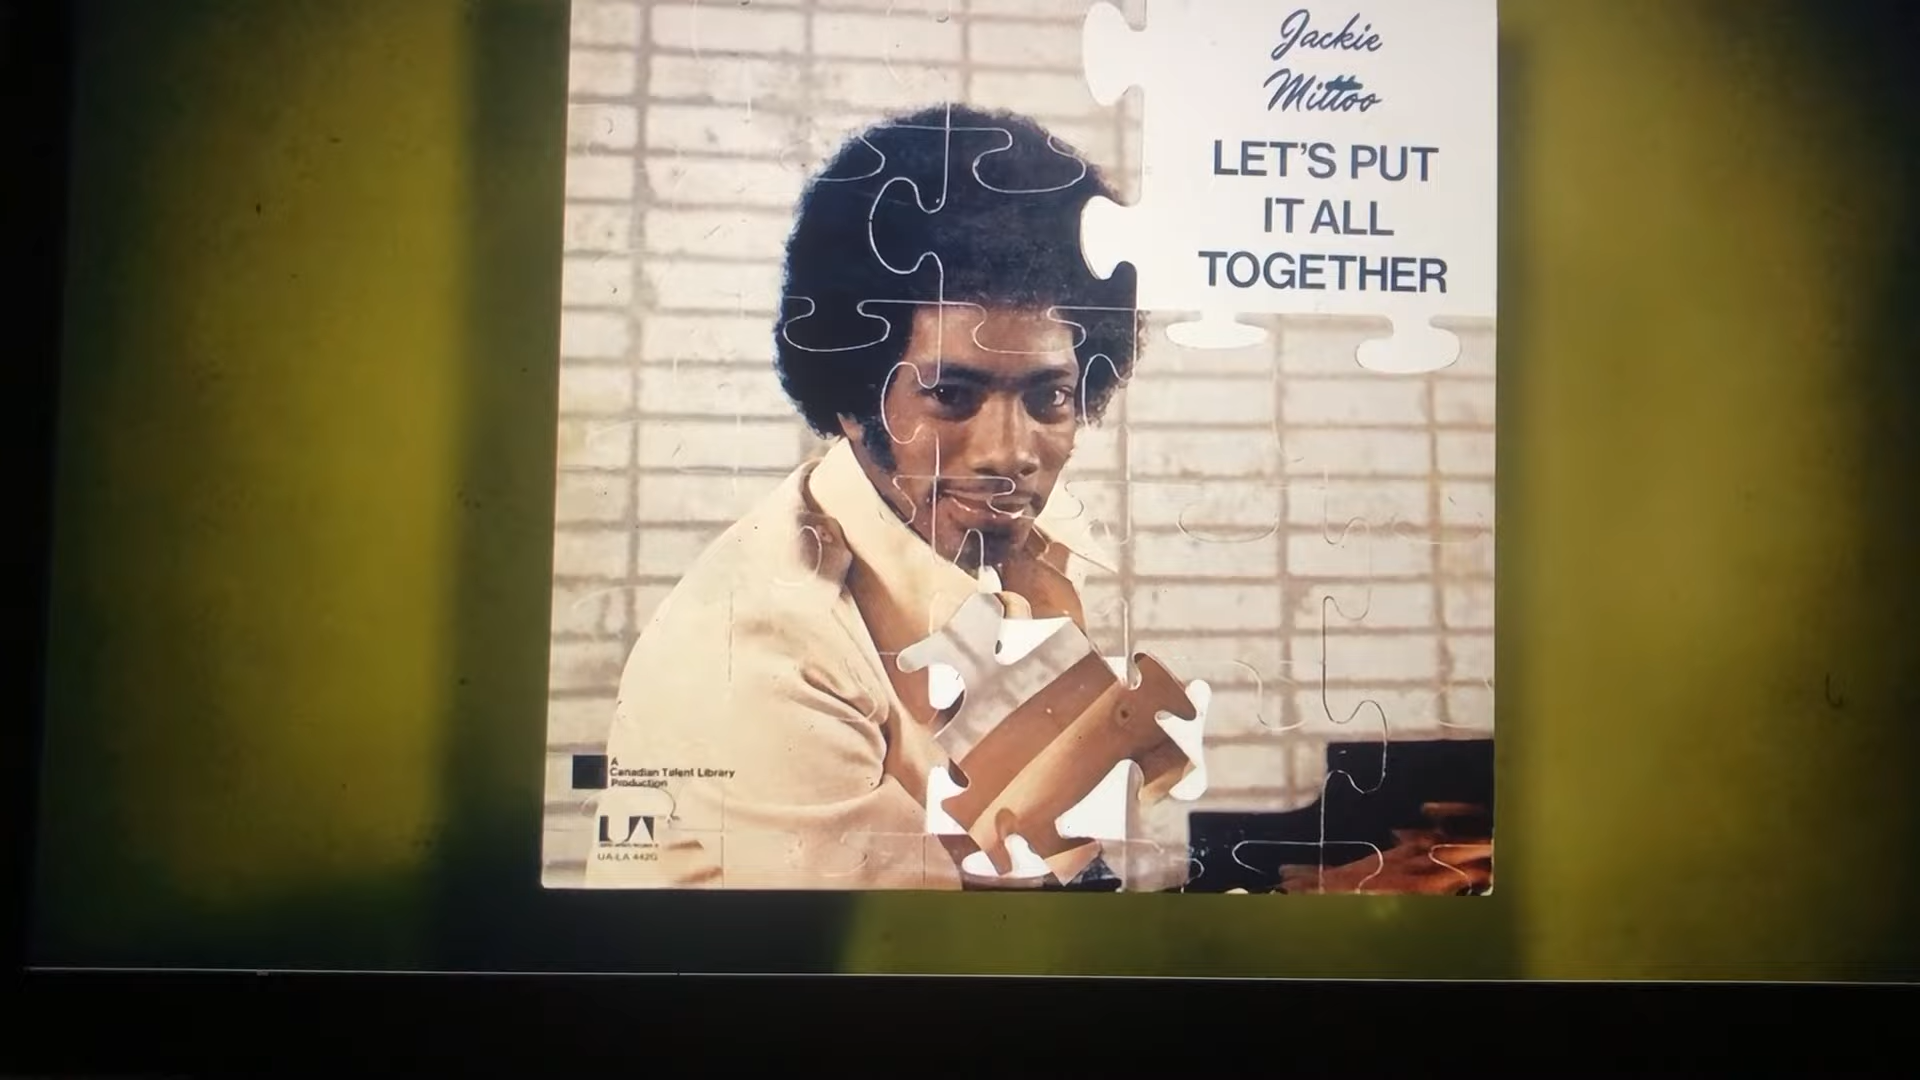 Jackie
Mittoo
LET'S PUT
IT ALL
TOGETHER
A
Canadian Talent Library
Production
UA
UA-LA 442G